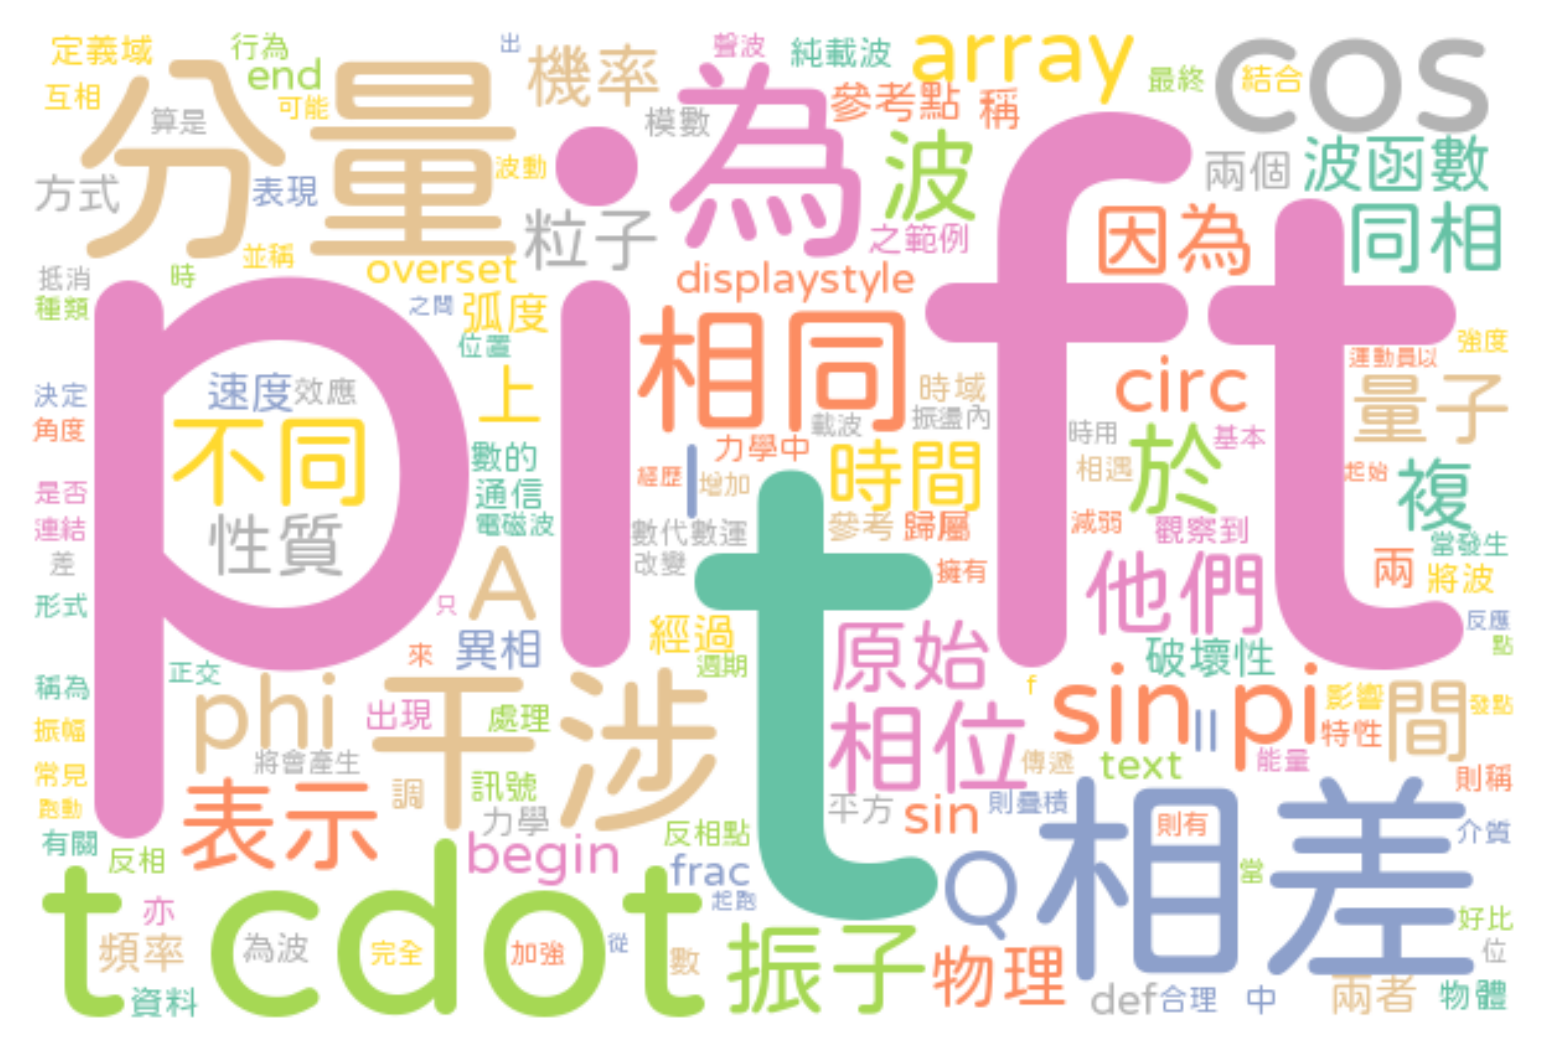 定義域 行為 出 機率 聲波 純載波 array 最終 結合 cos
互相 end 可能 分量 算是 模數 為 參考點 稱
方式 表現 波動 粒子 波 之範例 兩個 波函數
抵消 時 並稱 overset displaystyle 因為 同相
種類 之間 弧度 位置 pi ft 強度
決定 速度 效應 上 相同 時域 circ 運動員以 量子
角度 不同 載波 振盪內 時用 基本
是否 數的 力學中 時間 相遇 於 起始 複
連結 性質 通信 經歷 l 增加 減弱 觀察到
差 電磁波 數代數運 參考 歸屬 當發生
形式 只 A 改變 t 擁有 他們 兩 將波
來 異相 經過 原始 破壞性 反應 點
稱為 正交 週期 f
振幅 phi 出現 干涉 處理 相位 sin ll pi 影響 間 發點
常見 將會產生 傳遞 text 能量 特性 則稱
跑動 表示 調 訊號 平方 sin 則疊積 相差 則有
有關 反相 力學 反相點 介質
begin frac Q 當
t cdot 亦 起跑 好比
頻率 為波 完全 加強 從 數 振子 物理 位
資料 def 合理 中 兩者 物體